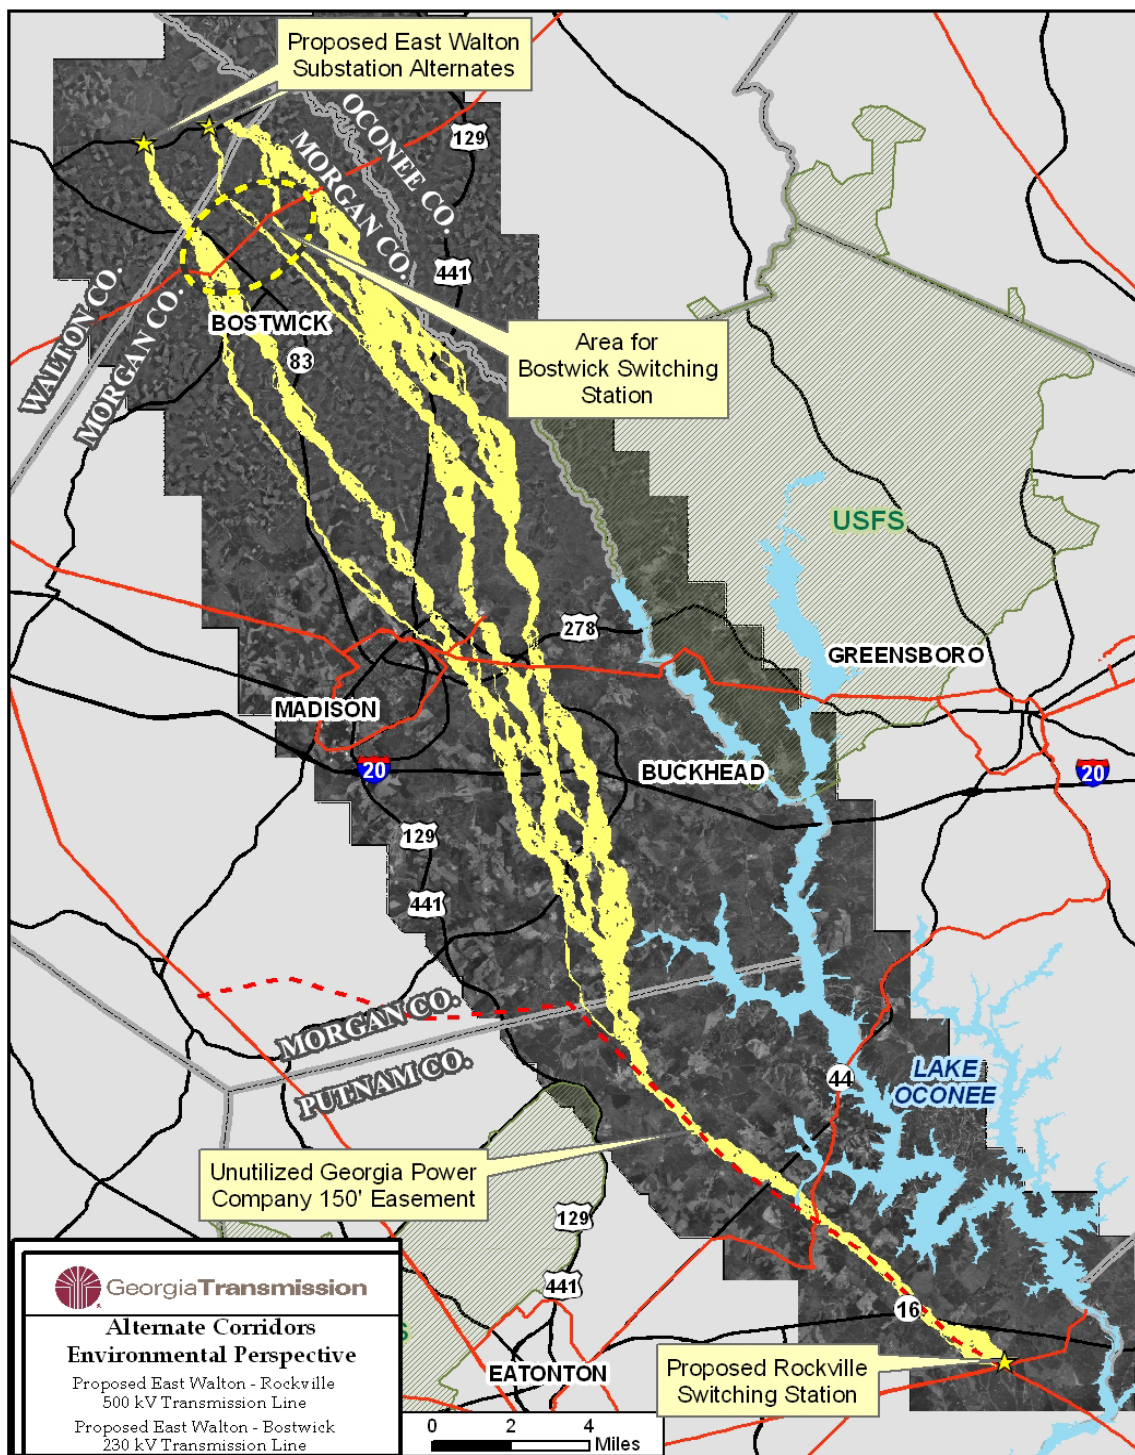 Proposed East Walton
Substation Alternates
OCONEE CO.
MORGAN CO.
129
441
WALTON CO.
MORGAN CO.
BOSTWICK
83
Area for
Bostwick Switching
Station
USFS
278
GREENSBORO
MADISON
20
BUCKHEAD
20
129
441
MORGAN CO.
PUTNAM CO.
44
LAKE
OCONEE
Unutilized Georgia Power
Company 150' Easement
129
441
16
GeorgiaTransmission
Alternate Corridors
Environmental Perspective
Proposed East Walton - Rockville
500 kV Transmission Line
Proposed East Walton - Bostwick
230 kV Transmission Line
EATONTON
Proposed Rockville
Switching Station
0 2 4
Miles